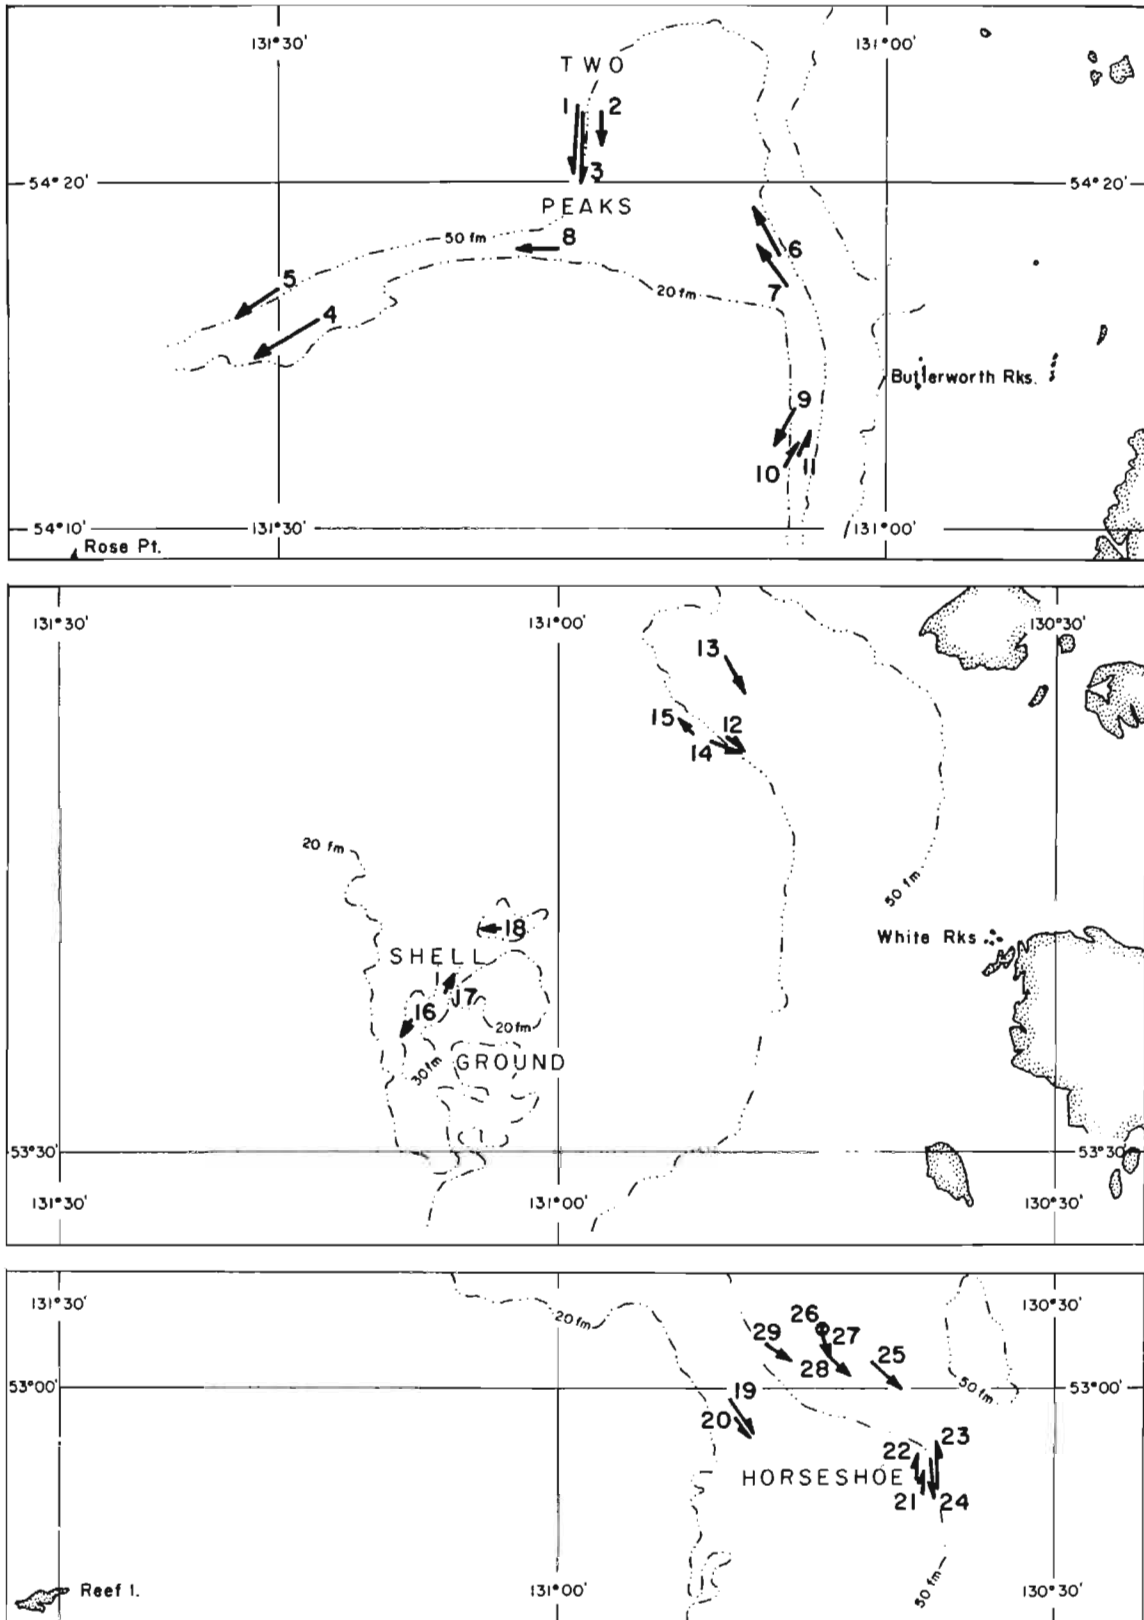 131°30'
131°00'
TWO
1
2
3
54°20'
54°20'
PEAKS
50 fm
8
6
5
7
20 fm
4
Butterworth Rks.
9
10
11
54°10'
131°30'
131°00'
Rose Pt.
131°30'
131°00'
130°30'
13
15
12
14
20 fm
50 fm
18
White Rks
SHELL
17
16
20 fm
30 fm
GROUND
53°30'
53°30'
131°30'
131°00'
130°30'
131°30'
130°30'
20 fm
26
29
27
25
28
50 fm
53°00'
53°00'
19
20
23
22
HORSESHOE
21
24
Reef I.
131°00'
130°30'
50 fm